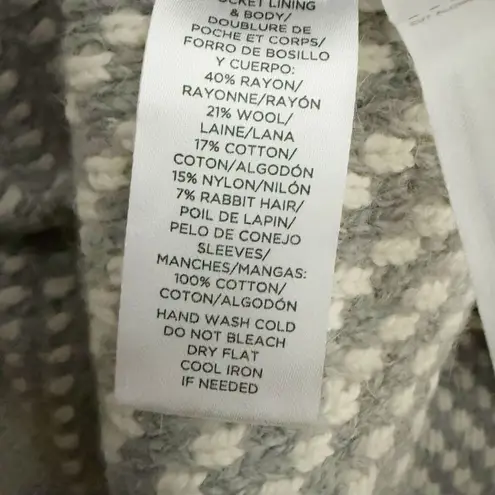 POCKET LINING
& BODY/
DOUBLURE DE
POCHE ET CORPS/
FORRO DE BOSILLO
Y CUERPO:
40% RAYON/
RAYONNE/RAYÓN
21% WOOL/
LAINE/LANA
17% COTTON/
COTON/ALGODÓN
15% NYLON/NILÓN
7% RABBIT HAIR/
POIL DE LAPIN/
PELO DE CONEJO
SLEEVES/
MANCHES/MANGAS:
100% COTTON/
COTON/ALGODÓN
HAND WASH COLD
DO NOT BLEACH
DRY FLAT
COOL IRON
IF NEEDED